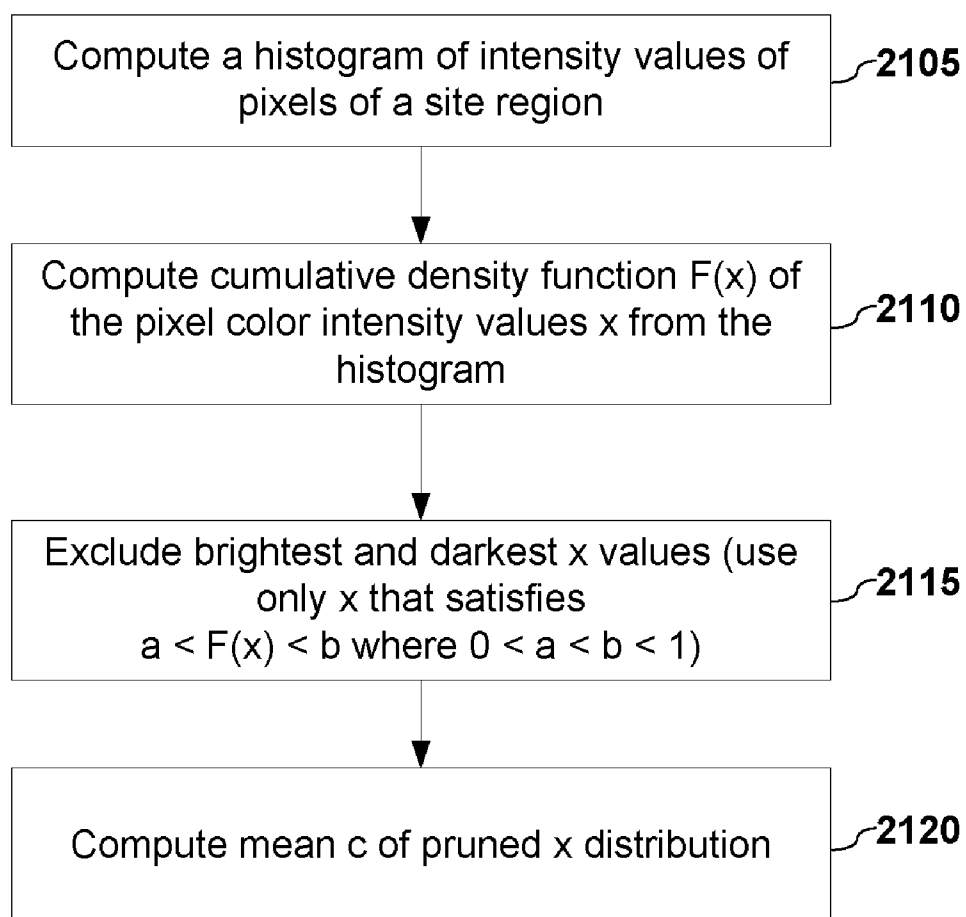 Compute a histogram of intensity values of
pixels of a site region
2105
Compute cumulative density function F(x) of
the pixel color intensity values x from the
histogram
2110
Exclude brightest and darkest x values (use
only x that satisfies
a < F(x) < b where 0 < a < b < 1)
2115
Compute mean c of pruned x distribution
2120